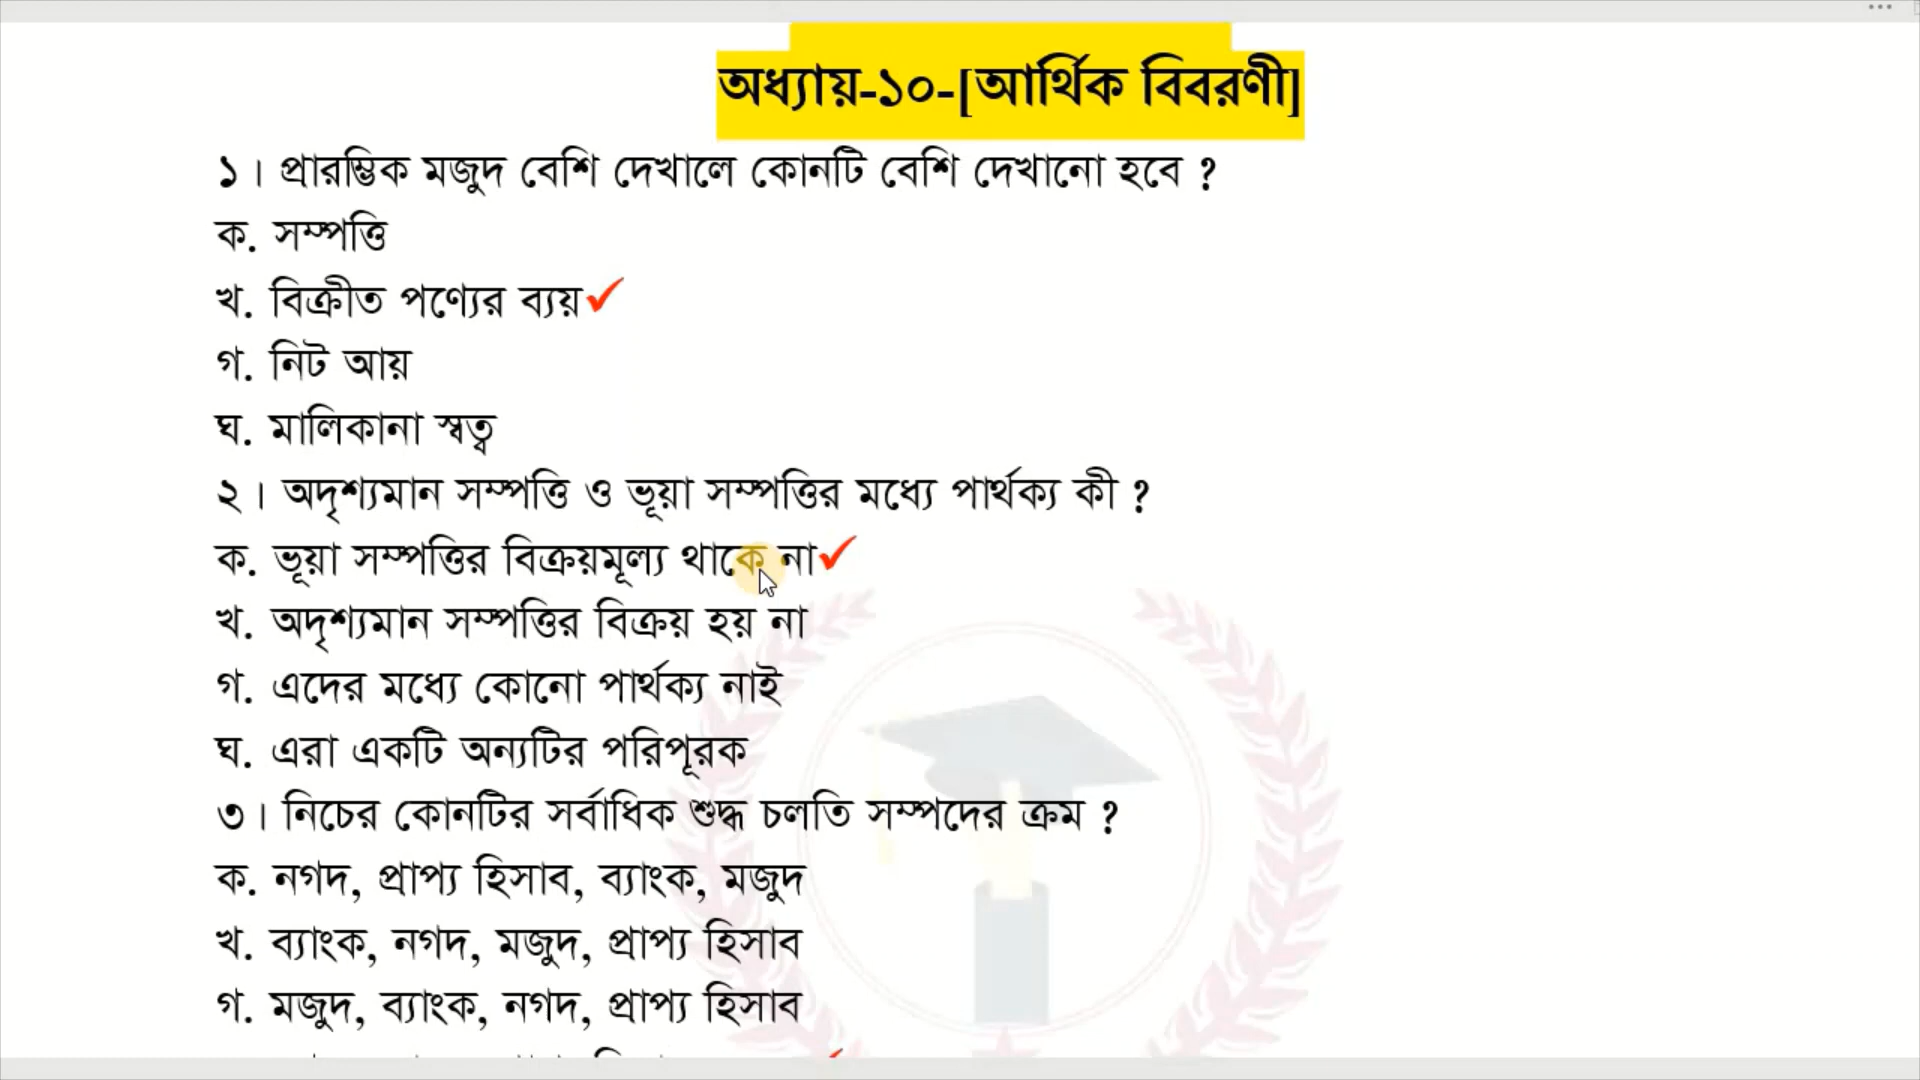 অধ্যায়-১০-[আর্থিক বিবরণী]
১। প্রারম্ভিক মজুদ বেশি দেখালে কোনটি বেশি দেখানো হবে ?
ক. সম্পত্তি
খ. বিক্রীত পণ্যের ব্যয়✓
গ. নিট আয়
ঘ. মালিকানা স্বত্ব
২। অদৃশ্যমান সম্পত্তি ও ভূয়া সম্পত্তির মধ্যে পার্থক্য কী ?
ক. ভূয়া সম্পত্তির বিক্রয়মূল্য থাকে না✓
খ. অদৃশ্যমান সম্পত্তির বিক্রয় হয় না
গ. এদের মধ্যে কোনো পার্থক্য নাই
ঘ. এরা একটি অন্যটির পরিপূরক
৩। নিচের কোনটির সর্বাধিক শুদ্ধ চলতি সম্পদের ক্রম ?
ক. নগদ, প্রাপ্য হিসাব, ব্যাংক, মজুদ
খ. ব্যাংক, নগদ, মজুদ, প্রাপ্য হিসাব
গ. মজুদ, ব্যাংক, নগদ, প্রাপ্য হিসাব